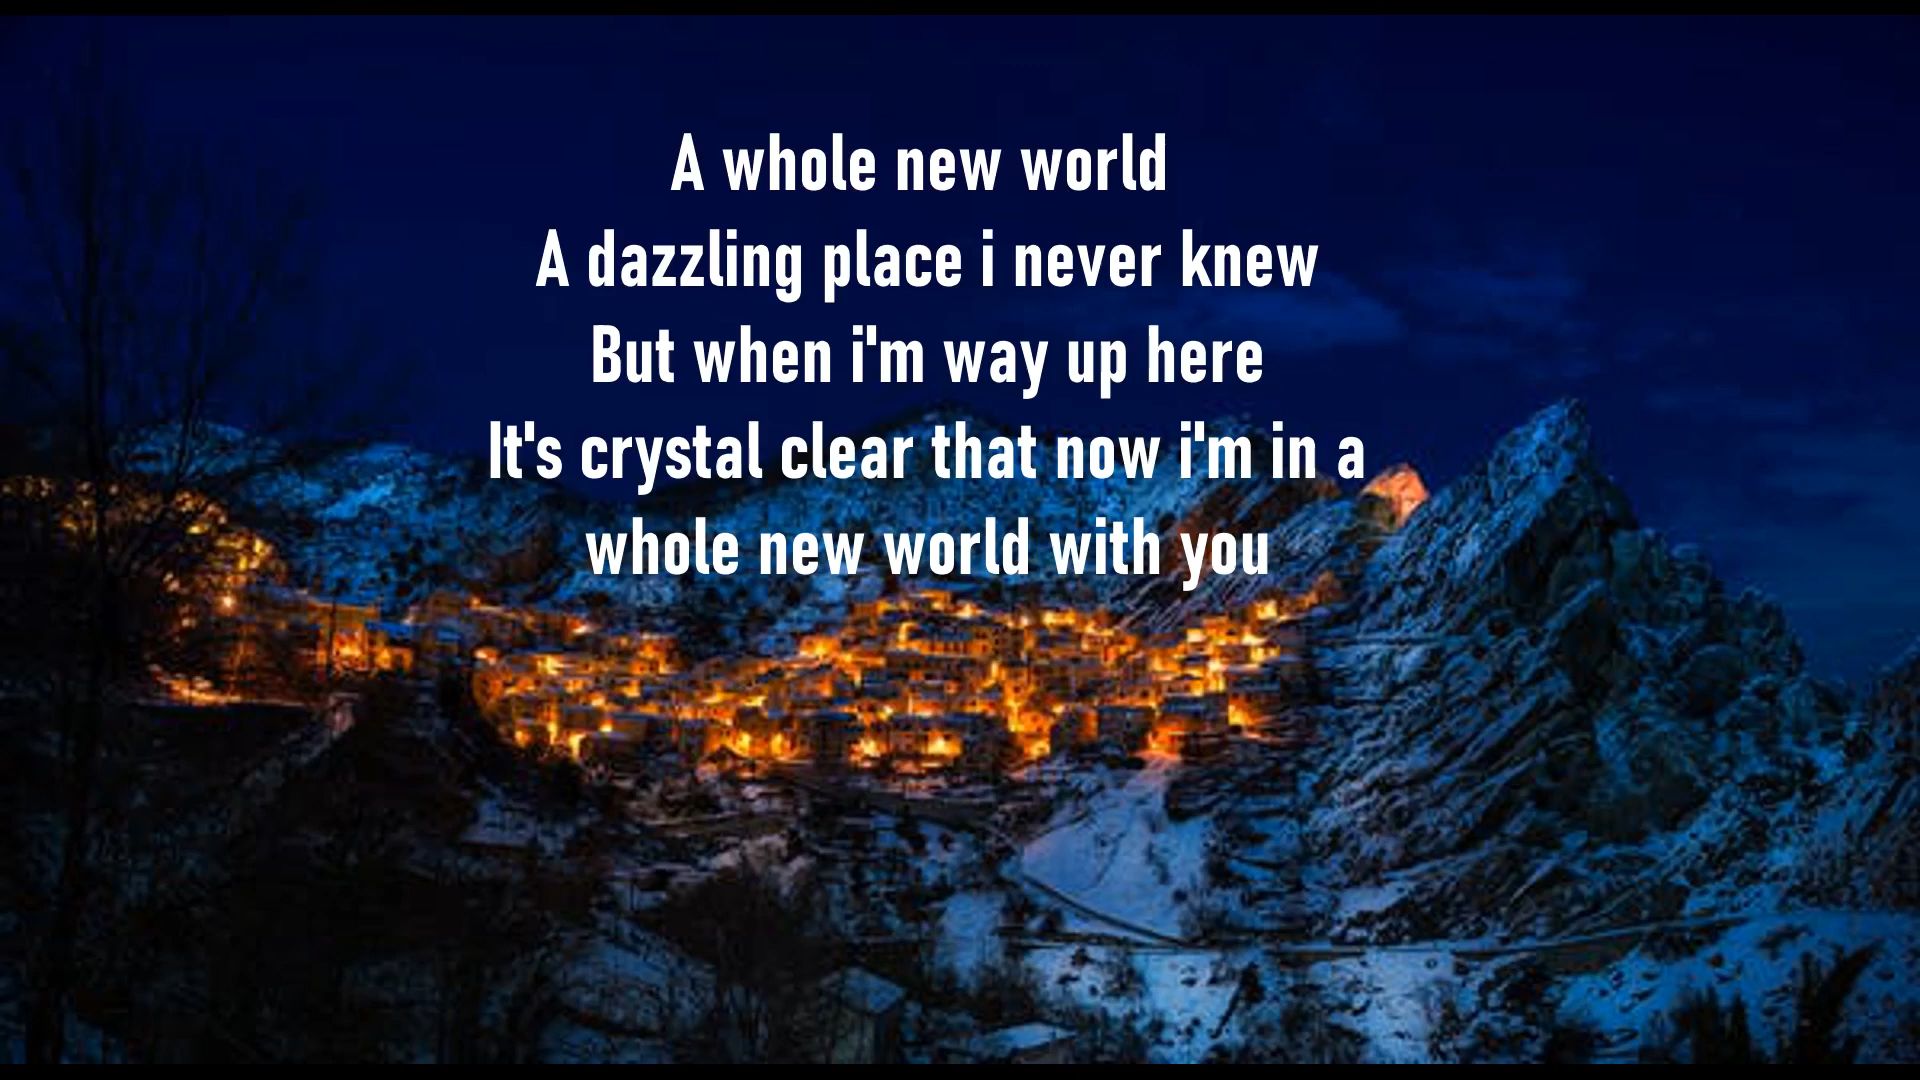 A whole new world
A dazzling place i never knew
But when i'm way up here
It's crystal clear that now i'm in a
whole new world with you